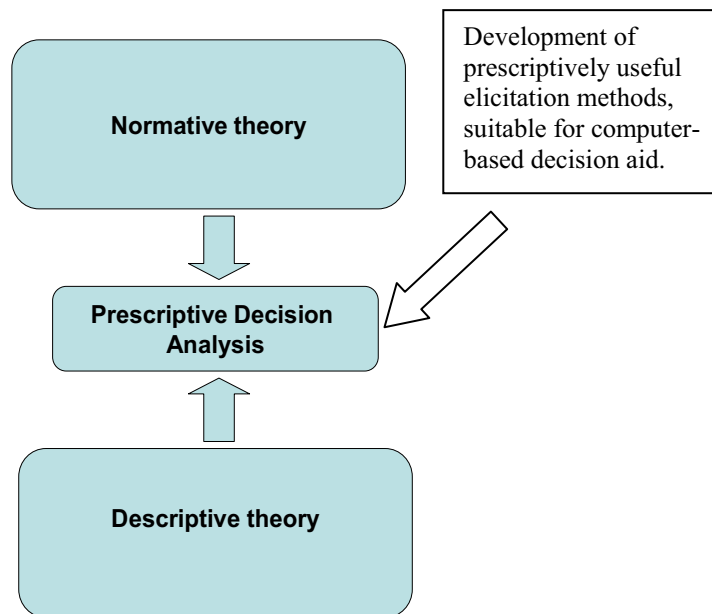 Development of
prescriptively useful
elicitation methods,
suitable for computer-
based decision aid.
Normative theory
Prescriptive Decision
Analysis
Descriptive theory